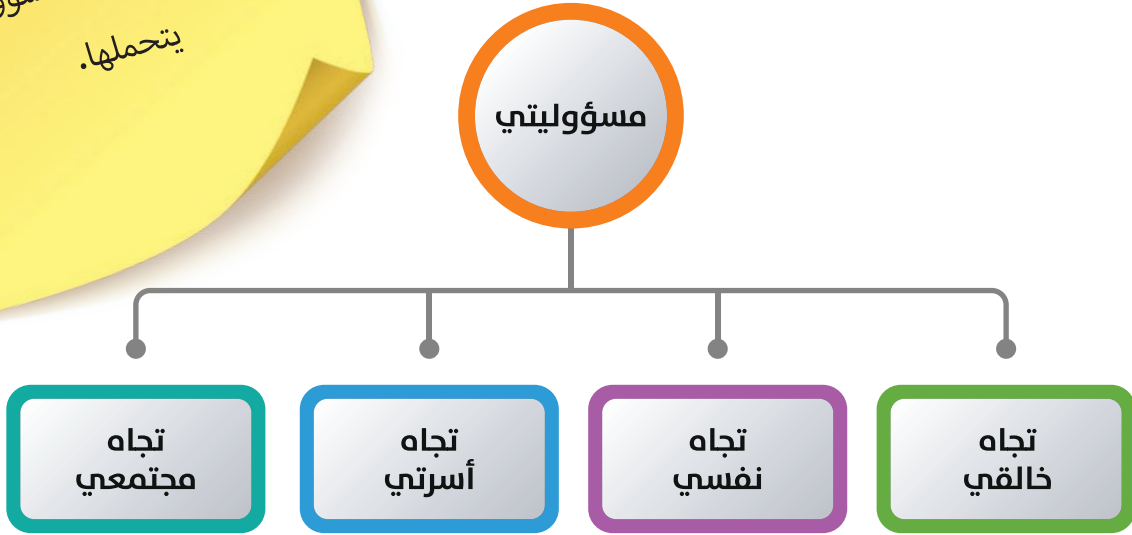 يتحملها.
مسؤوليتي
تجاه
خالقي
تجاه
نفسي
تجاه
أسرتي
تجاه
مجتمعي